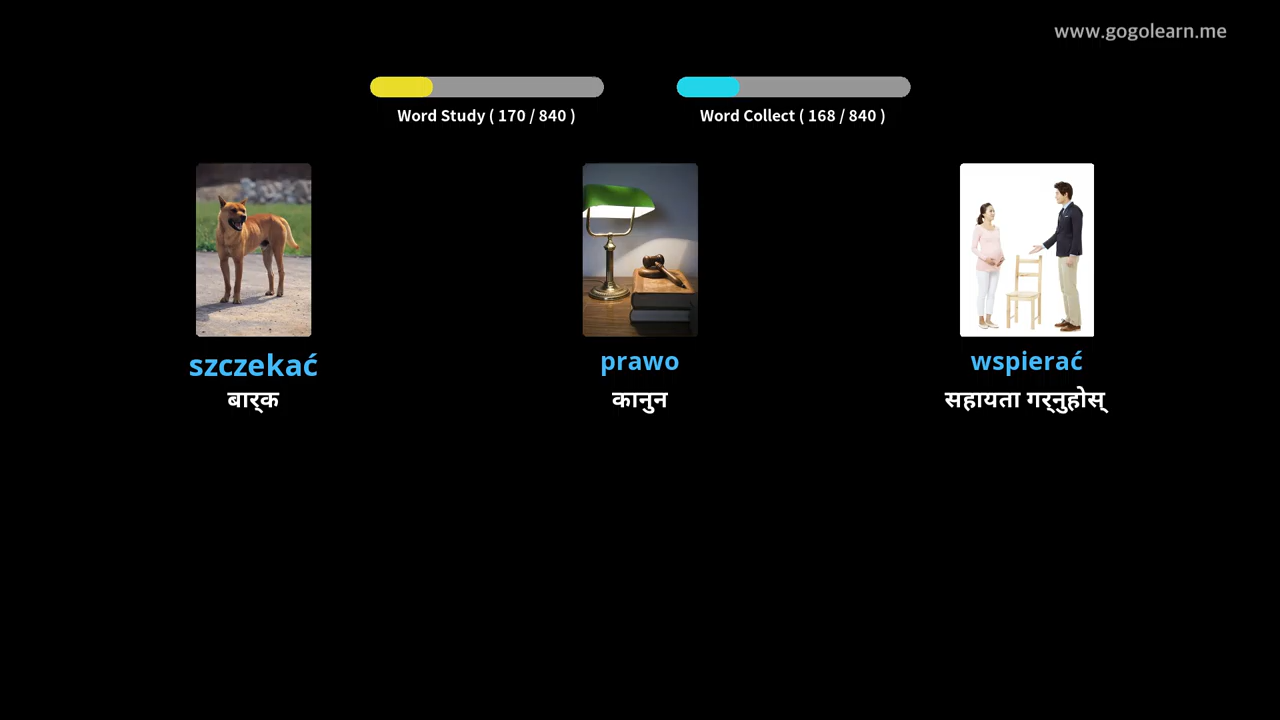 www.gogolearn.me
Word Study ( 170 / 840 )
Word Collect ( 168 / 840 )
szczekać
बार्क
prawo
कानुन
wspierać
सहायता गर्नुहोस्